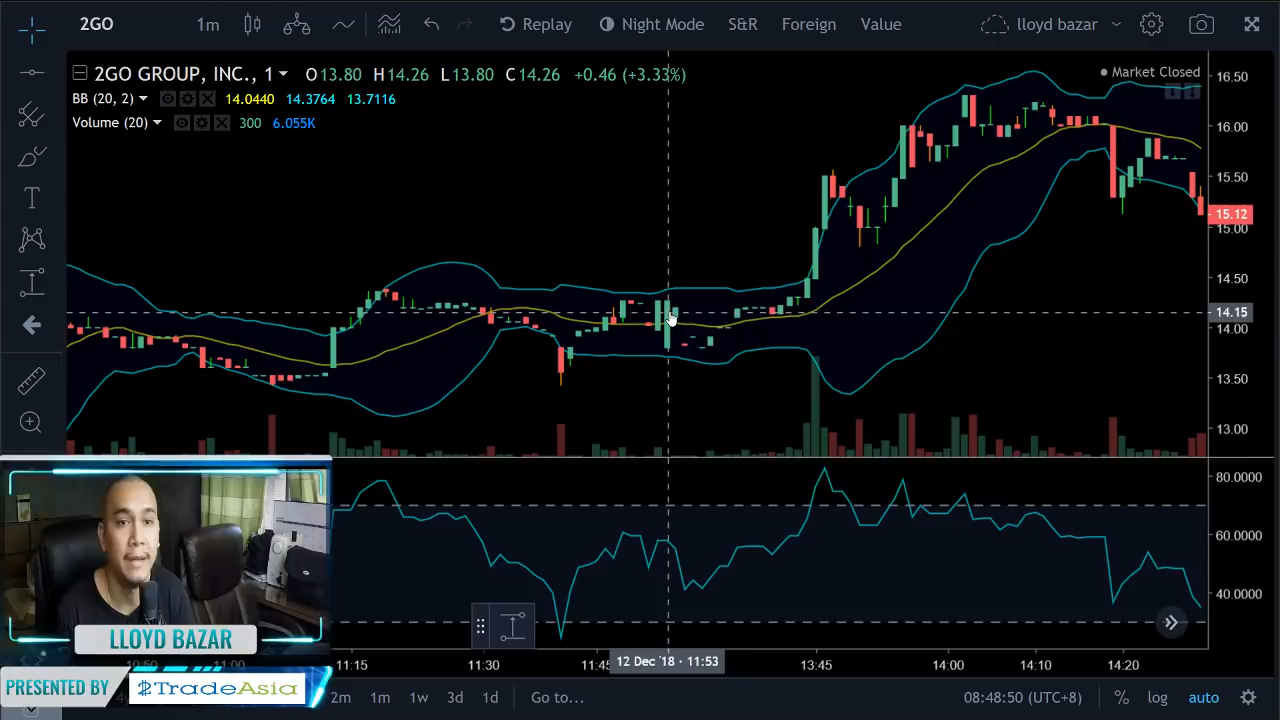 2GO 1m Replay Night Mode S&R Foreign Value lloyd bazar
2GO GROUP, INC., 1 O13.80 H14.26 L13.80 C14.26 +0.46 (+3.33%) Market Closed
BB (20, 2) 14.0440 14.3764 13.7116
Volume (20) 300 6.055K
16.50
16.00
15.50
15.12
15.00
14.50
14.15
14.00
13.50
13.00
80.0000
60.0000
40.0000
LLOYD BAZAR
10:50 11:00 11:15 11:30 11:45 12 Dec '18 · 11:53 13:45 14:00 14:10 14:20
PRESENTED BY $TradeAsia
2m 1m 1w 3d 1d Go to... 08:48:50 (UTC+8) % log auto